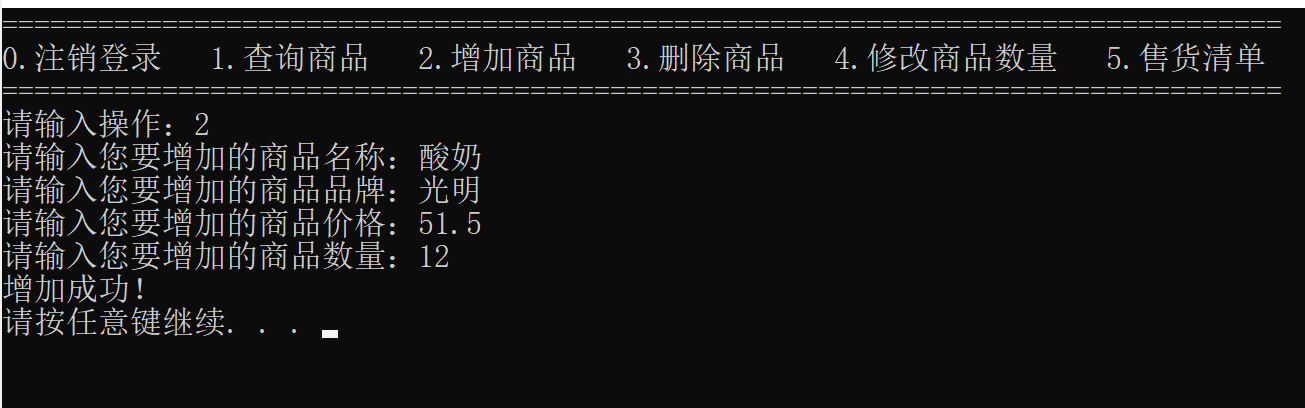 ================================================================================
0.注销登录   1.查询商品   2.增加商品   3.删除商品   4.修改商品数量   5.售货清单
================================================================================
请输入操作：2
请输入您要增加的商品名称：酸奶
请输入您要增加的商品品牌：光明
请输入您要增加的商品价格：51.5
请输入您要增加的商品数量：12
增加成功！
请按任意键继续. . .